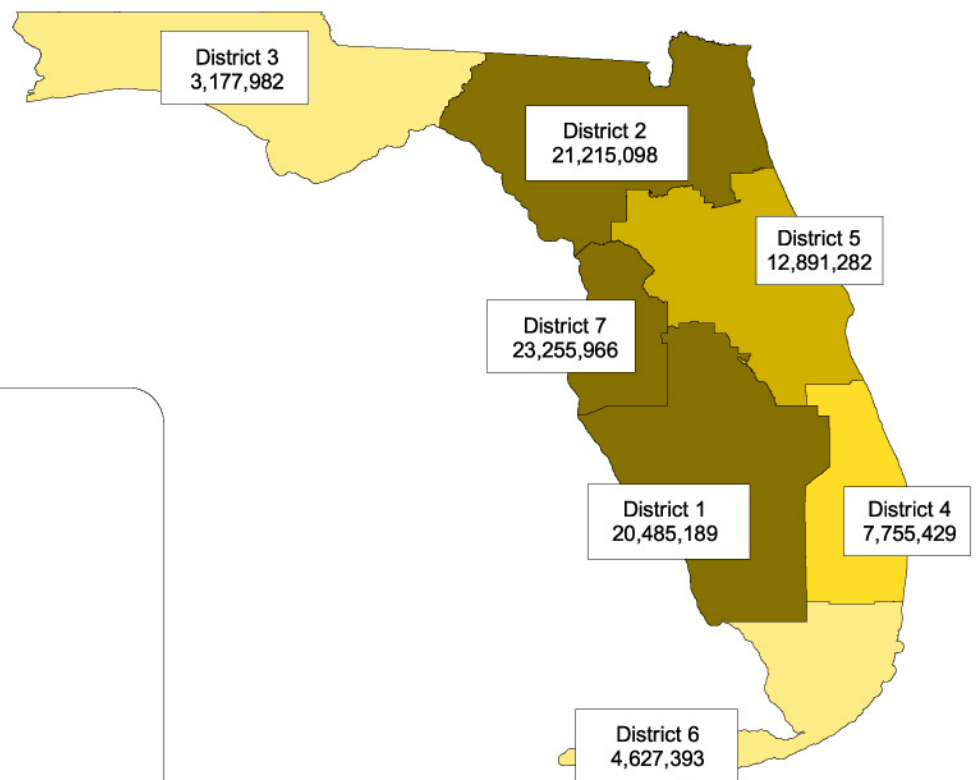 District 3
3,177,982
District 2
21,215,098
District 5
12,891,282
District 7
23,255,966
District 1
20,485,189
District 4
7,755,429
District 6
4,627,393